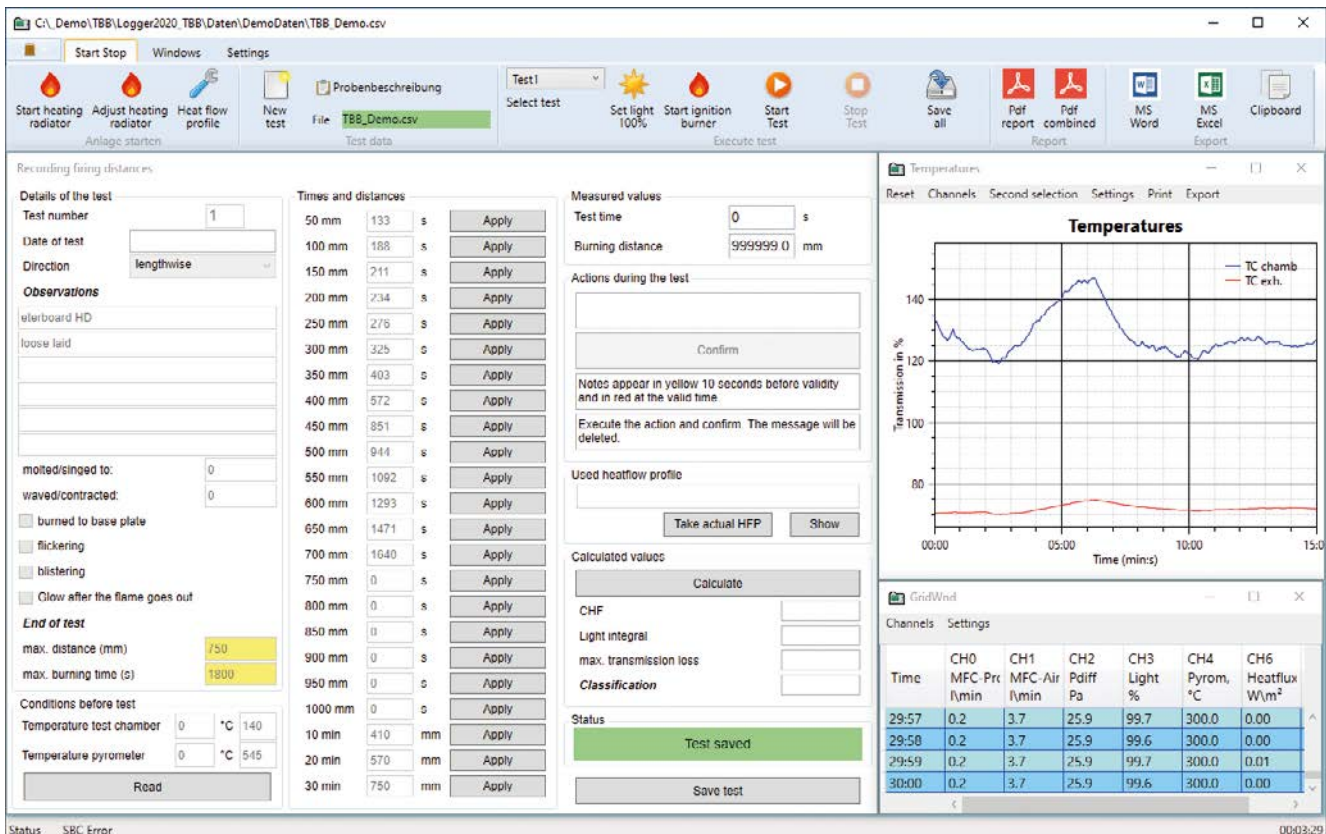 C:\_Demo\TBB\Logger2020_TBB\Daten\DemoDaten\TBB_Demo.csv
Start Stop Windows Settings
Start heating radiator
Adjust heating radiator
Heat flow profile
Anlage starten
New test
Probenbeschreibung
File TBB_Demo.csv
Test data
Test1
Select test
Set light 100%
Start ignition burner
Start Test
Stop Test
Execute test
Save all
Pdf report
Pdf combined
Report
MS Word
MS Excel
Export
Clipboard
Recording firing distances
Details of the test
Test number 1
Date of test
Direction lengthwise
Observations
eterboard HD
loose laid
molted/singed to: 0
waved/contracted: 0
burned to base plate
flickering
blistering
Glow after the flame goes out
End of test
max. distance (mm) 750
max. burning time (s) 1800
Conditions before test
Temperature test chamber 0 °C 140
Temperature pyrometer 0 °C 545
Read
Times and distances
50 mm 133 s Apply
100 mm 188 s Apply
150 mm 211 s Apply
200 mm 234 s Apply
250 mm 276 s Apply
300 mm 325 s Apply
350 mm 403 s Apply
400 mm 572 s Apply
450 mm 851 s Apply
500 mm 944 s Apply
550 mm 1092 s Apply
600 mm 1293 s Apply
650 mm 1471 s Apply
700 mm 1640 s Apply
750 mm 0 s Apply
800 mm 0 s Apply
850 mm 0 s Apply
900 mm 0 s Apply
950 mm 0 s Apply
1000 mm 0 s Apply
10 min 410 mm Apply
20 min 570 mm Apply
30 min 750 mm Apply
Measured values
Test time 0 s
Burning distance 999999.0 mm
Actions during the test
Confirm
Notes appear in yellow 10 seconds before validity
and in red at the valid time.
Execute the action and confirm. The message will be
deleted.
Used heatflow profile
Take actual HFP Show
Calculated values
Calculate
CHF
Light integral
max. transmission loss
Classification
Status
Test saved
Save test
Temperatures
Reset Channels Second selection Settings Print Export
Temperatures
TC chamb
TC exh.
Transmission in %
140
120
100
80
00:00 05:00 10:00 15:0
Time (min:s)
GridWnd
Channels Settings
Time CH0 CH1 CH2 CH3 CH4 CH6
MFC-Prc MFC-Air Pdiff Light Pyrom, Heatflux
l\min l\min Pa % °C W\m²
29:57 0.2 3.7 25.9 99.7 300.0 0.00
29:58 0.2 3.7 25.9 99.6 300.0 0.00
29:59 0.2 3.7 25.9 99.7 300.0 0.01
30:00 0.2 3.7 25.9 99.6 300.0 0.00
Status SBC Error 00:03:29